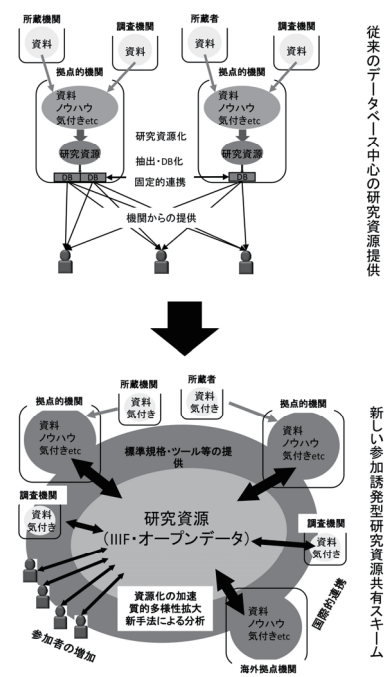 所蔵機関
調査機関
所蔵者
調査機関
資料
資料
資料
資料
拠点的機関
拠点的機関
資料
ノウハウ
気付きetc
資料
ノウハウ
気付きetc
研究資源化
研究資源
研究資源
抽出・DB化
DB
DB
固定的連携
DB
機関からの提供
従来のデータベース中心の研究資源提供
所蔵機関
所蔵者
拠点的機関
資料
気付き
資料
気付き
拠点的機関
資料
ノウハウ
気付きetc
資料
ノウハウ
気付きetc
標準規格・ツール等の提
供
調査機関
資料
気付き
研究資源
(IIIF・オープンデータ)
調査機関
資料
気付き
資源化の加速
質的多様性拡大
新手法による分析
資料
ノウハウ
気付きetc
国際的連携
参加者の増加
海外拠点機関
新しい参加誘発型研究資源共有スキーム